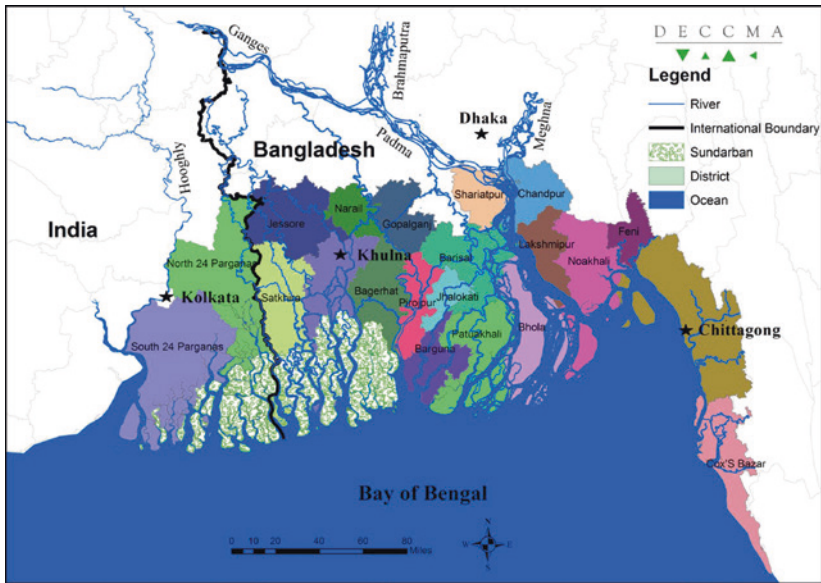 Ganges
Brahmaputra
DECCMA
Legend
River
International Boundary
Sundarban
District
Ocean
Dhaka
Meghna
Padma
Hooghly
Bangladesh
India
Shariatpur
Chandpur
Jessore
Narail
Gopalganj
Feni
Lakshmipur
Noakhali
Barisal
Khulna
North 24 Parganas
Satkhira
Bagerhat
Pirojpur
Jhalokati
Kolkata
South 24 Parganas
Barguna
Patuakhali
Bhola
Chittagong
Cox'S Bazar
Bay of Bengal
0 5 10 20 40 60 80
Miles
N
W E
S